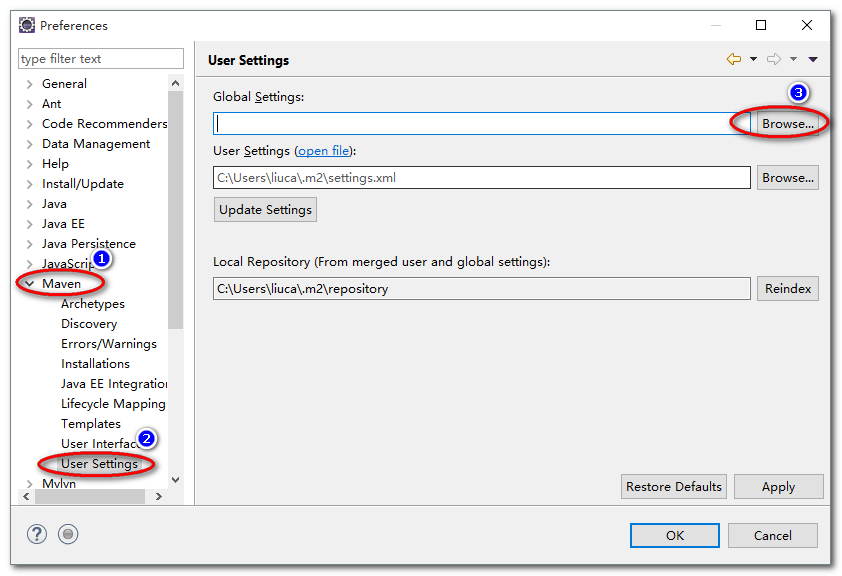 Preferences
type filter text
General
Ant
Code Recommenders
Data Management
Help
Install/Update
Java
Java EE
Java Persistence
JavaScrip
1
Maven
Archetypes
Discovery
Errors/Warnings
Installations
Java EE Integration
Lifecycle Mapping
Templates
User Interface
2
User Settings
Mylyn
User Settings
Global Settings:
3
Browse...
User Settings (open file):
C:\Users\liuca\.m2\settings.xml
Browse...
Update Settings
Local Repository (From merged user and global settings):
C:\Users\liuca\.m2\repository
Reindex
Restore Defaults
Apply
?
OK
Cancel